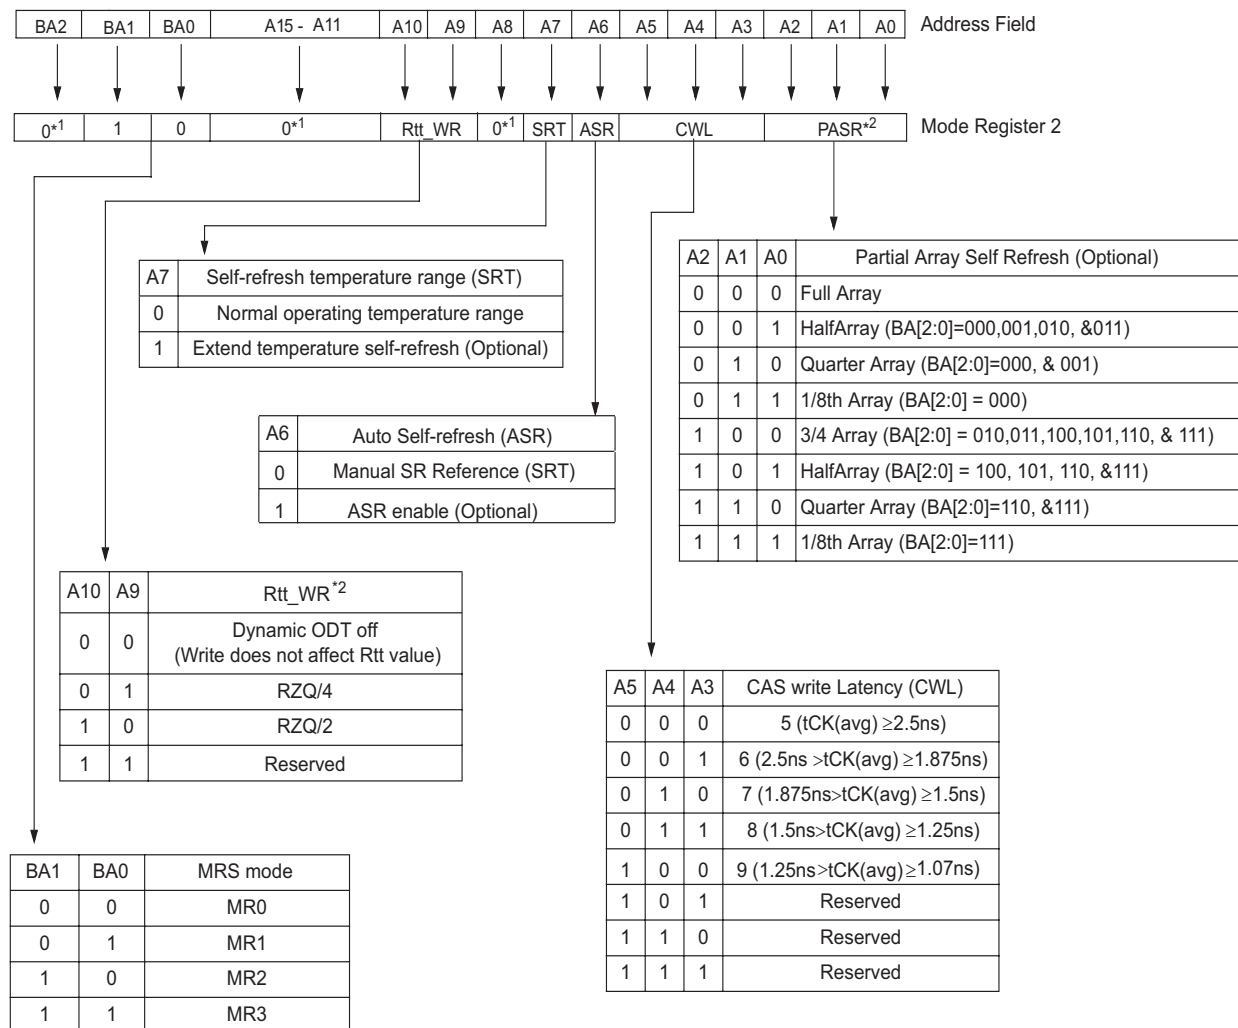 BA2 BA1 BA0 A15 - A11 A10 A9 A8 A7 A6 A5 A4 A3 A2 A1 A0 Address Field
0*1 1 0 0*1 Rtt_WR 0*1 SRT ASR CWL PASR*2 Mode Register 2
A7 Self-refresh temperature range (SRT)
0 Normal operating temperature range
1 Extend temperature self-refresh (Optional)
A2 A1 A0 Partial Array Self Refresh (Optional)
0 0 0 Full Array
0 0 1 HalfArray (BA[2:0]=000,001,010, &011)
0 1 0 Quarter Array (BA[2:0]=000, & 001)
0 1 1 1/8th Array (BA[2:0] = 000)
1 0 0 3/4 Array (BA[2:0] = 010,011,100,101,110, & 111)
1 0 1 HalfArray (BA[2:0] = 100, 101, 110, &111)
1 1 0 Quarter Array (BA[2:0]=110, &111)
1 1 1 1/8th Array (BA[2:0]=111)
A6 Auto Self-refresh (ASR)
0 Manual SR Reference (SRT)
1 ASR enable (Optional)
A10 A9 Rtt_WR*2
0 0 Dynamic ODT off
(Write does not affect Rtt value)
0 1 RZQ/4
1 0 RZQ/2
1 1 Reserved
A5 A4 A3 CAS write Latency (CWL)
0 0 0 5 (tCK(avg) ≥2.5ns)
0 0 1 6 (2.5ns >tCK(avg) ≥1.875ns)
0 1 0 7 (1.875ns>tCK(avg) ≥1.5ns)
0 1 1 8 (1.5ns>tCK(avg) ≥1.25ns)
1 0 0 9 (1.25ns>tCK(avg) ≥1.07ns)
1 0 1 Reserved
1 1 0 Reserved
1 1 1 Reserved
BA1 BA0 MRS mode
0 0 MR0
0 1 MR1
1 0 MR2
1 1 MR3